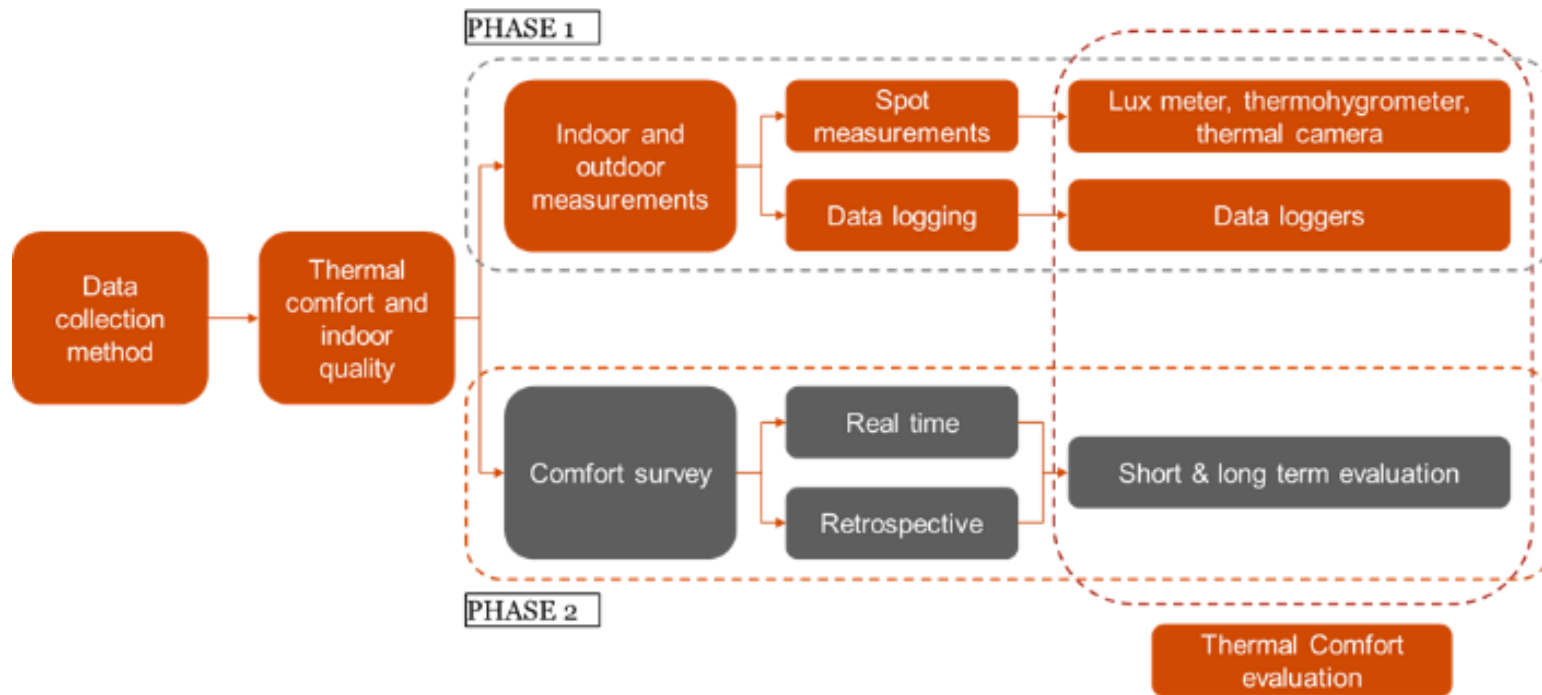 PHASE 1
Data
collection
method
Thermal
comfort and
indoor
quality
Indoor and
outdoor
measurements
Spot
measurements
Lux meter, thermohygrometer,
thermal camera
Data logging
Data loggers
Comfort survey
Real time
Retrospective
Short & long term evaluation
PHASE 2
Thermal Comfort
evaluation